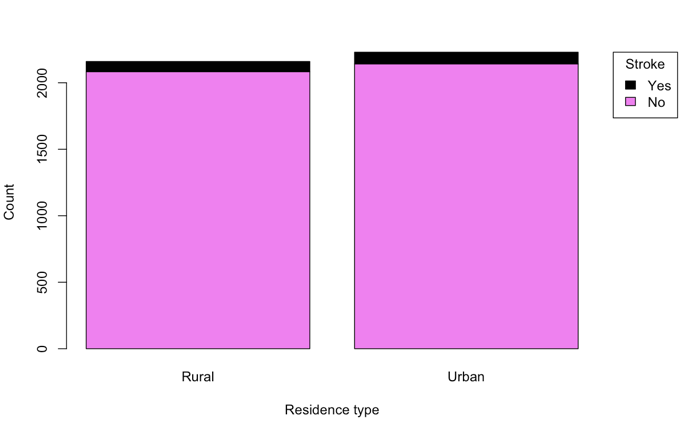 Stroke
Yes
No
Count
2000
1500
1000
500
0
Rural Urban
Residence type